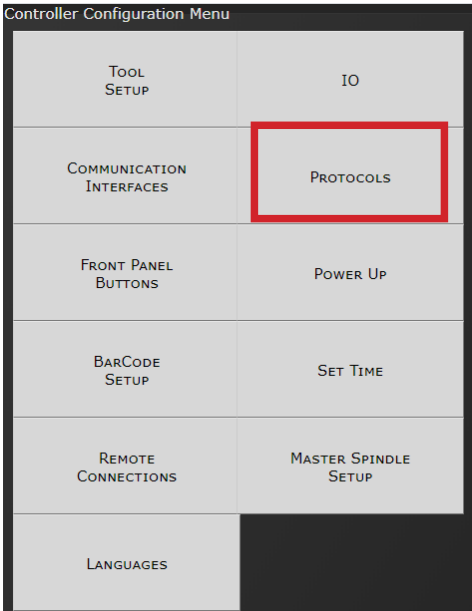 Controller Configuration Menu
Tool
Setup
IO
Communication
Interfaces
Protocols
Front Panel
Buttons
Power Up
BarCode
Setup
Set Time
Remote
Connections
Master Spindle
Setup
Languages